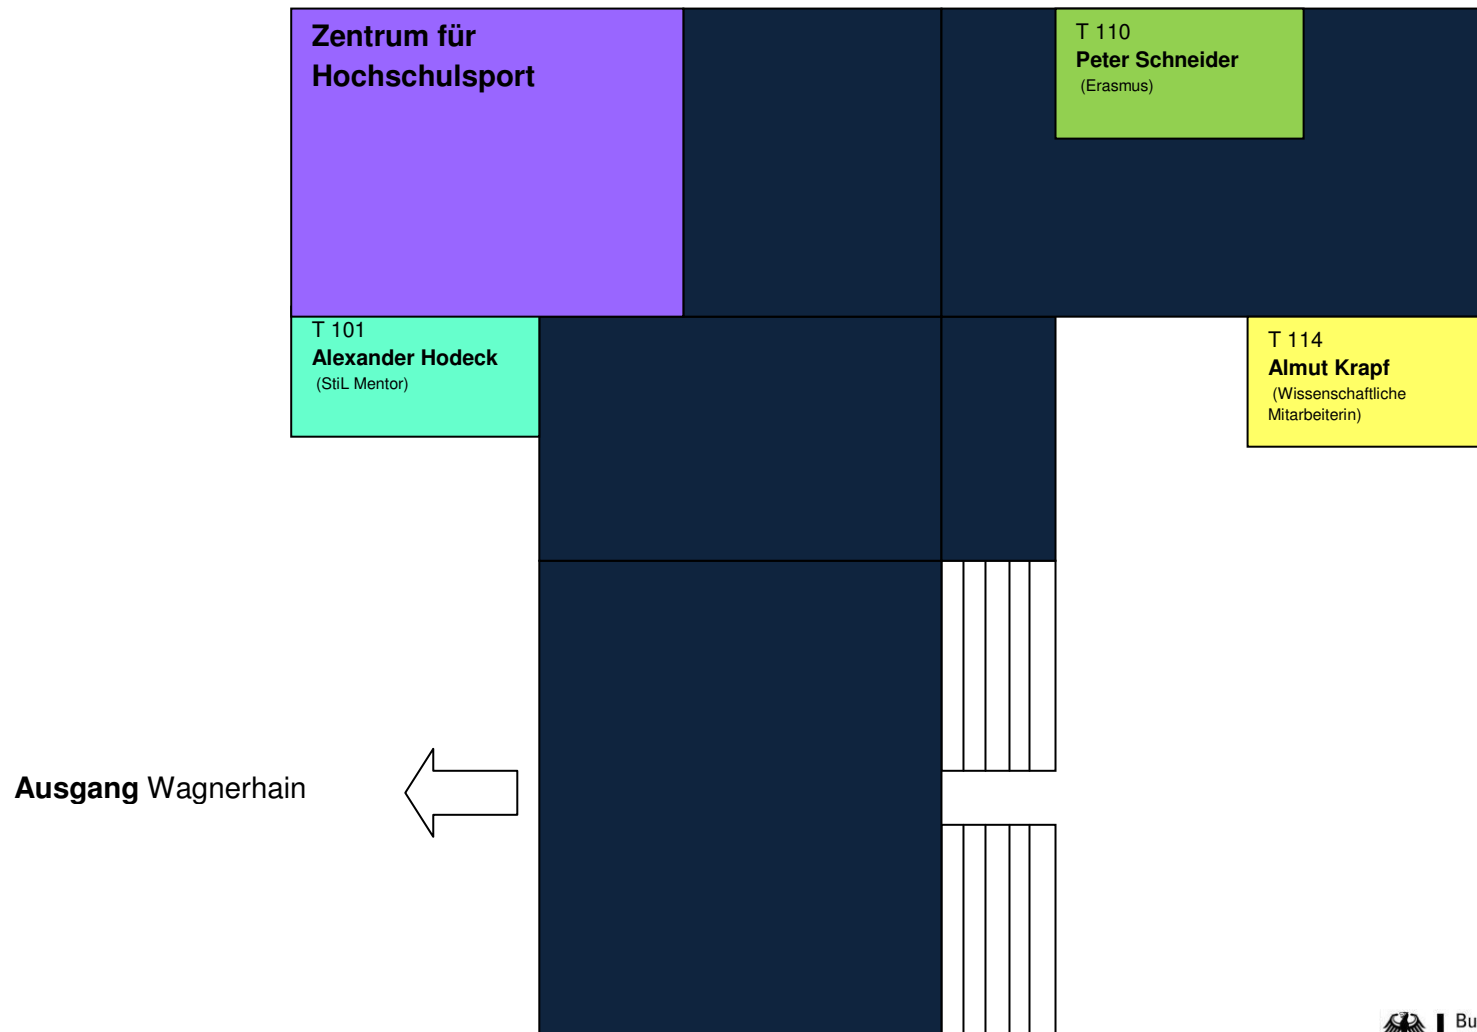 Zentrum für
Hochschulsport
T 110
Peter Schneider
(Erasmus)
T 101
Alexander Hodeck
(StiL Mentor)
T 114
Almut Krapf
(Wissenschaftliche
Mitarbeiterin)
Ausgang Wagnerhain